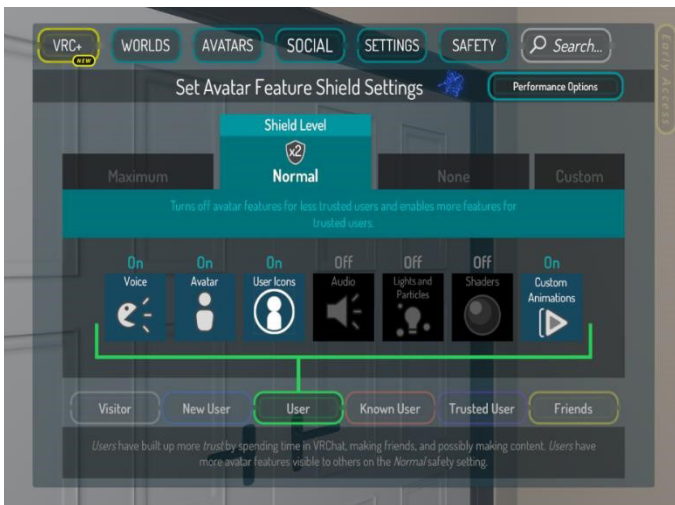 VRC+
NEW
WORLDS
AVATARS
SOCIAL
SETTINGS
SAFETY
Search...
Early Access
Set Avatar Feature Shield Settings
Performance Options
Shield Level
x2
Maximum
Normal
None
Custom
Turns off avatar features for less trusted users and enables more features for
trusted users.
On
On
On
Off
Off
Off
On
Voice
Avatar
User Icons
Audio
Lights and
Particles
Shaders
Custom
Animations
Visitor
New User
User
Known User
Trusted User
Friends
Users have built up more trust by spending time in VRChat, making friends, and possibly making content. Users have
more avatar features visible to others on the Normal safety setting.